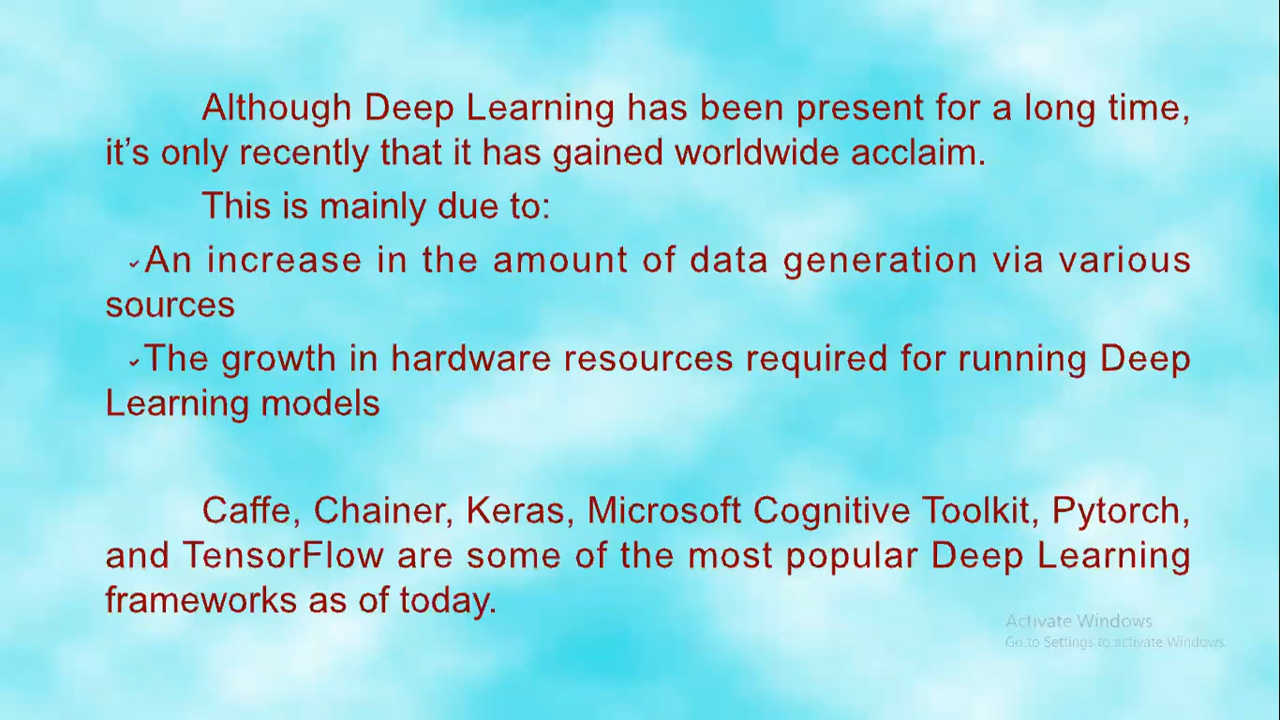 Although Deep Learning has been present for a long time,
it’s only recently that it has gained worldwide acclaim.
This is mainly due to:
✓An increase in the amount of data generation via various
sources
✓The growth in hardware resources required for running Deep
Learning models
Caffe, Chainer, Keras, Microsoft Cognitive Toolkit, Pytorch,
and TensorFlow are some of the most popular Deep Learning
frameworks as of today.
Activate Windows
Go to Settings to activate Windows.